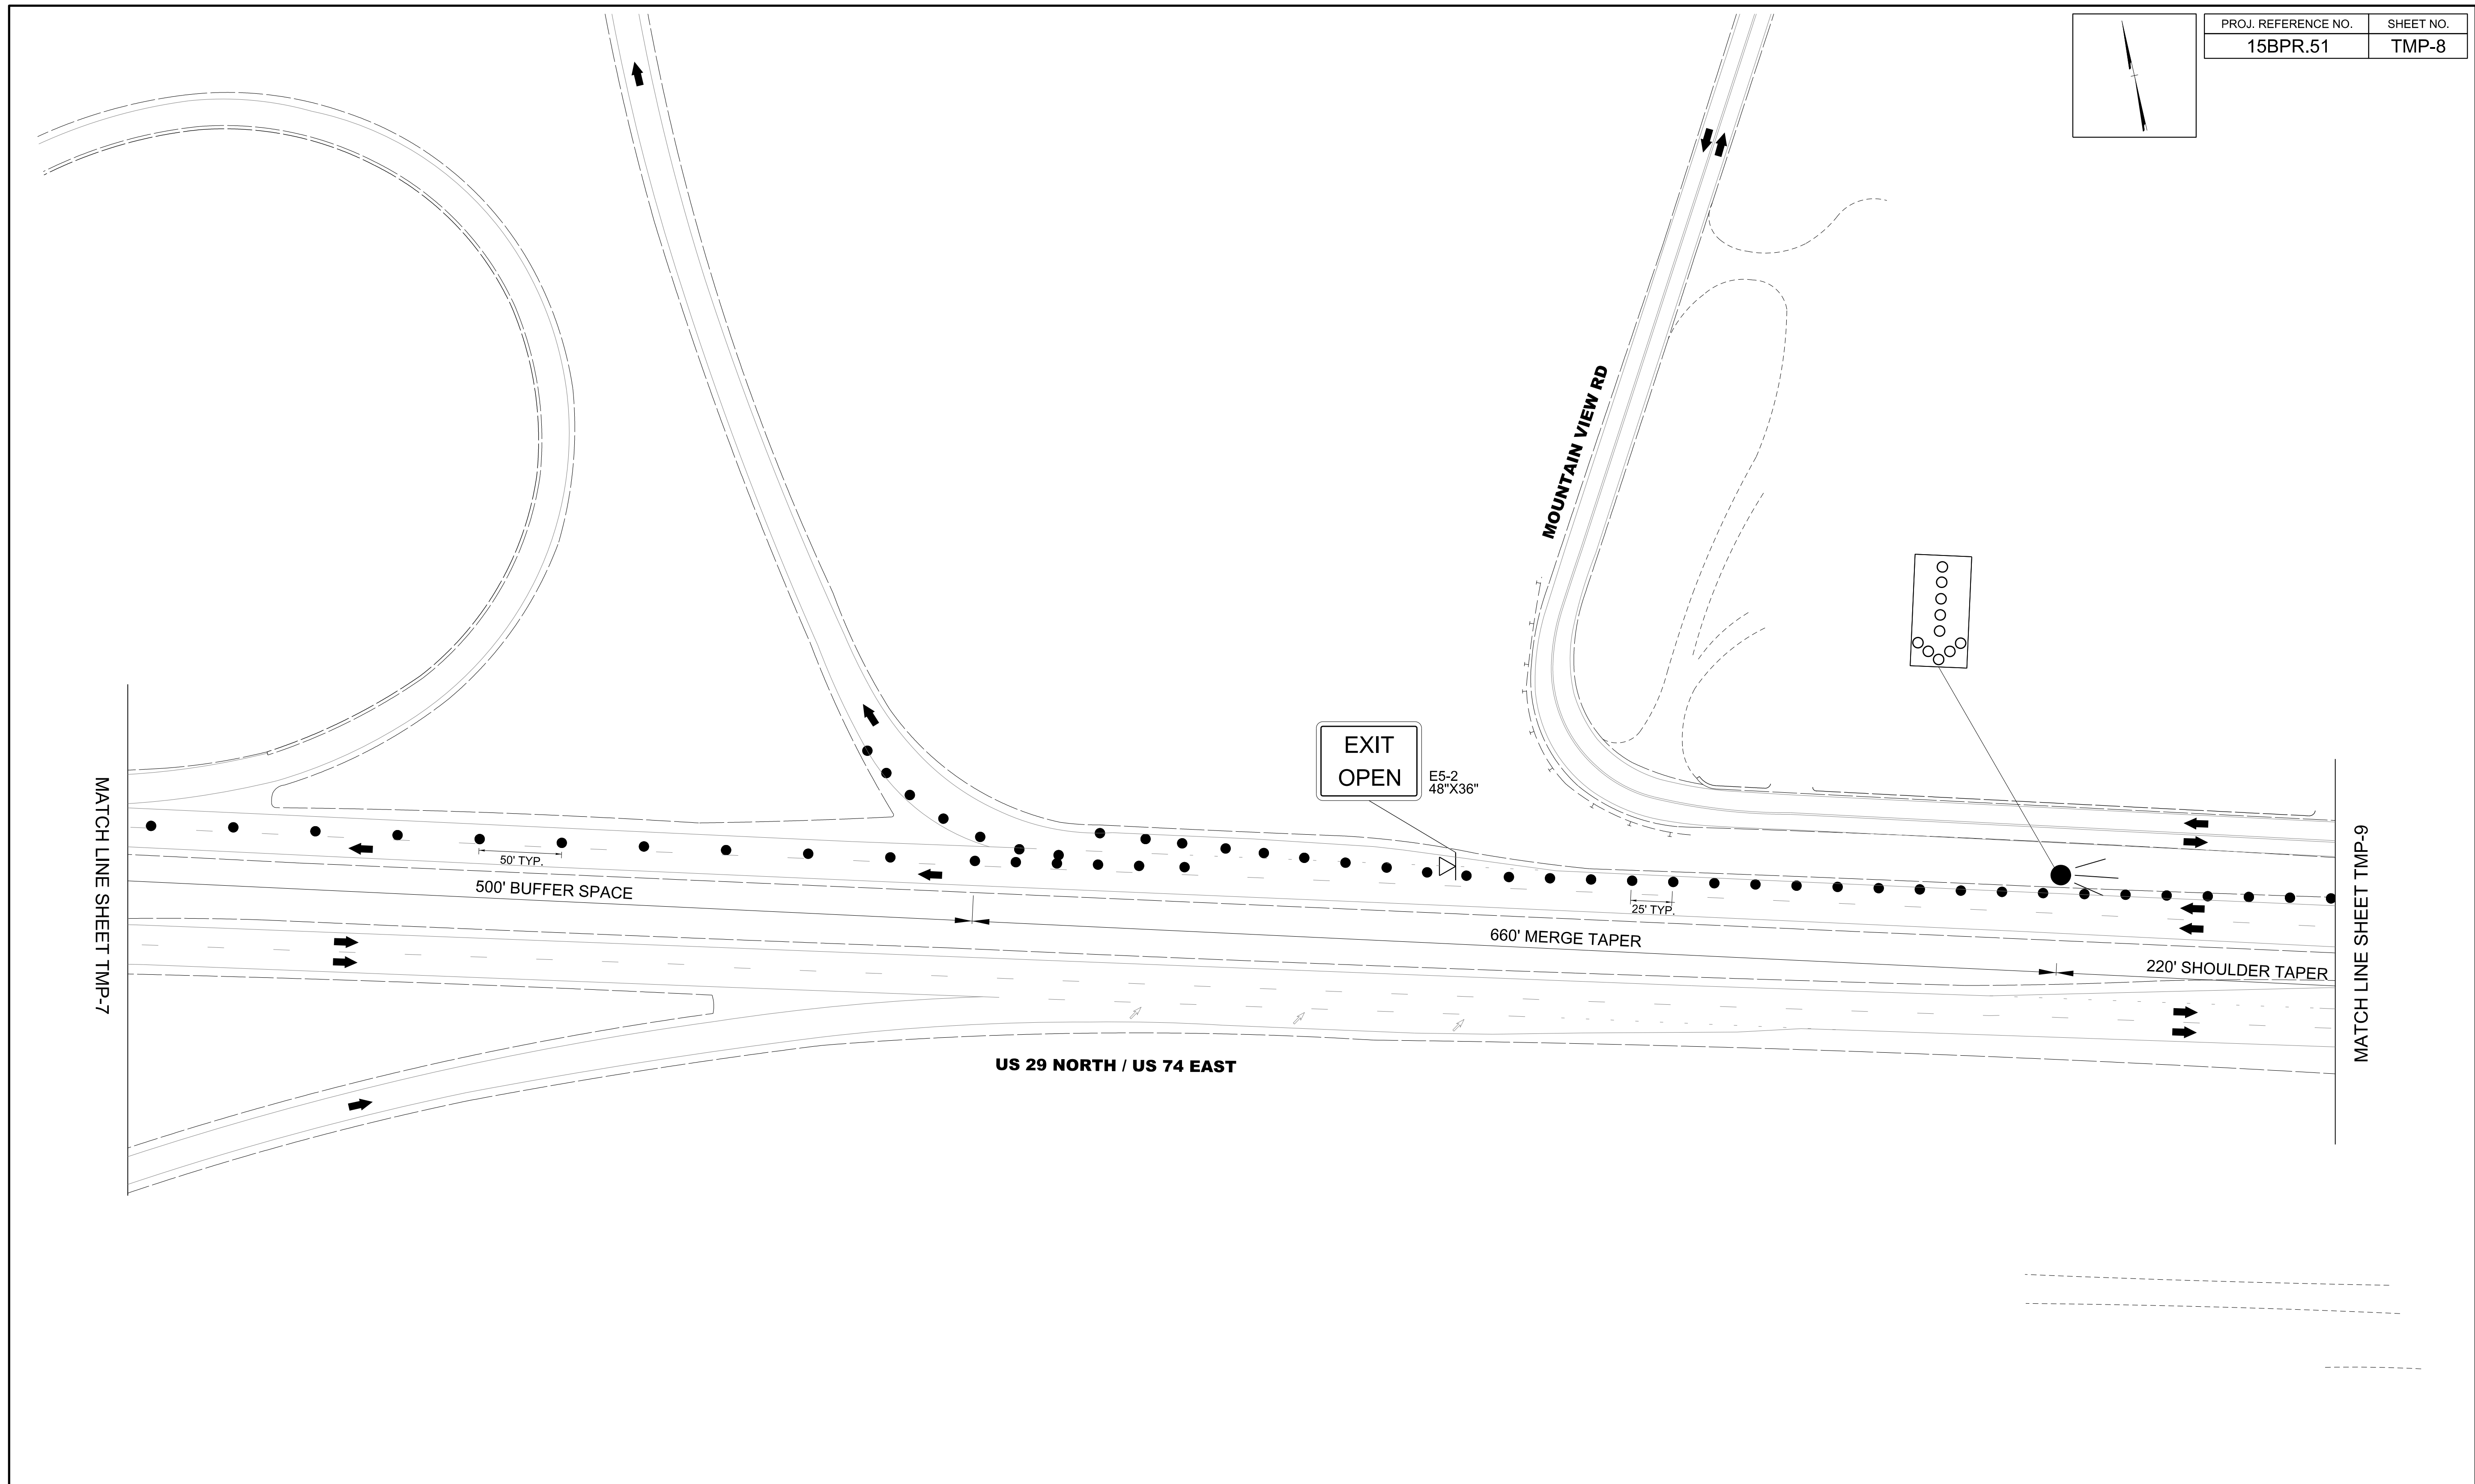 PROJ. REFERENCE NO.
SHEET NO.
15BPR.51
TMP-8
MOUNTAIN VIEW RD
EXIT
OPEN
E5-2
48"X36"
MATCH LINE SHEET TMP-7
50' TYP.
500' BUFFER SPACE
25' TYP.
660' MERGE TAPER
220' SHOULDER TAPER
MATCH LINE SHEET TMP-9
US 29 NORTH / US 74 EAST